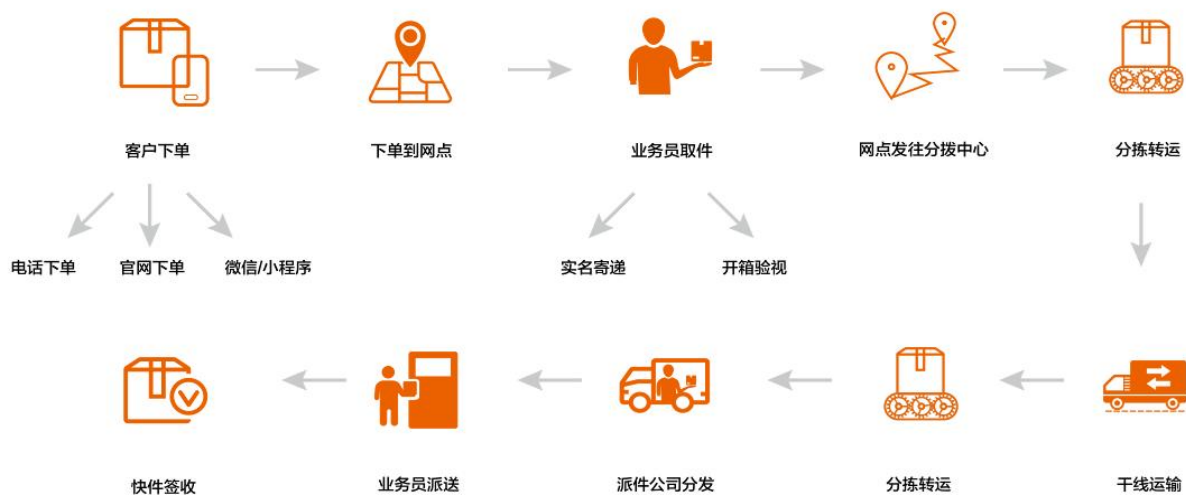 客户下单
下单到网点
业务员取件
网点发往分拨中心
分拣转运
电话下单
官网下单
微信/小程序
实名寄递
开箱验视
快件签收
业务员派送
派件公司分发
分拣转运
干线运输